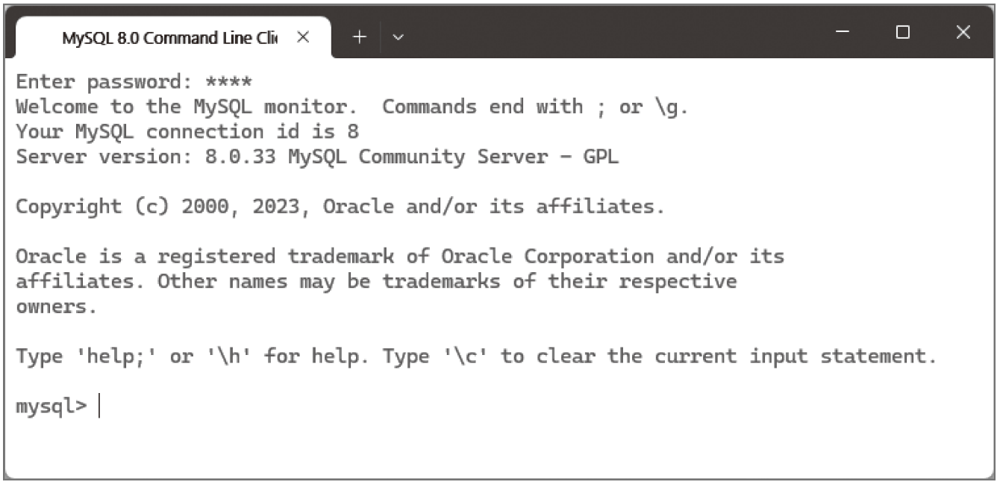 MySQL 8.0 Command Line Cli
Enter password: ****
Welcome to the MySQL monitor.  Commands end with ; or \g.
Your MySQL connection id is 8
Server version: 8.0.33 MySQL Community Server - GPL
Copyright (c) 2000, 2023, Oracle and/or its affiliates.
Oracle is a registered trademark of Oracle Corporation and/or its
affiliates. Other names may be trademarks of their respective
owners.
Type 'help;' or '\h' for help. Type '\c' to clear the current input statement.
mysql>